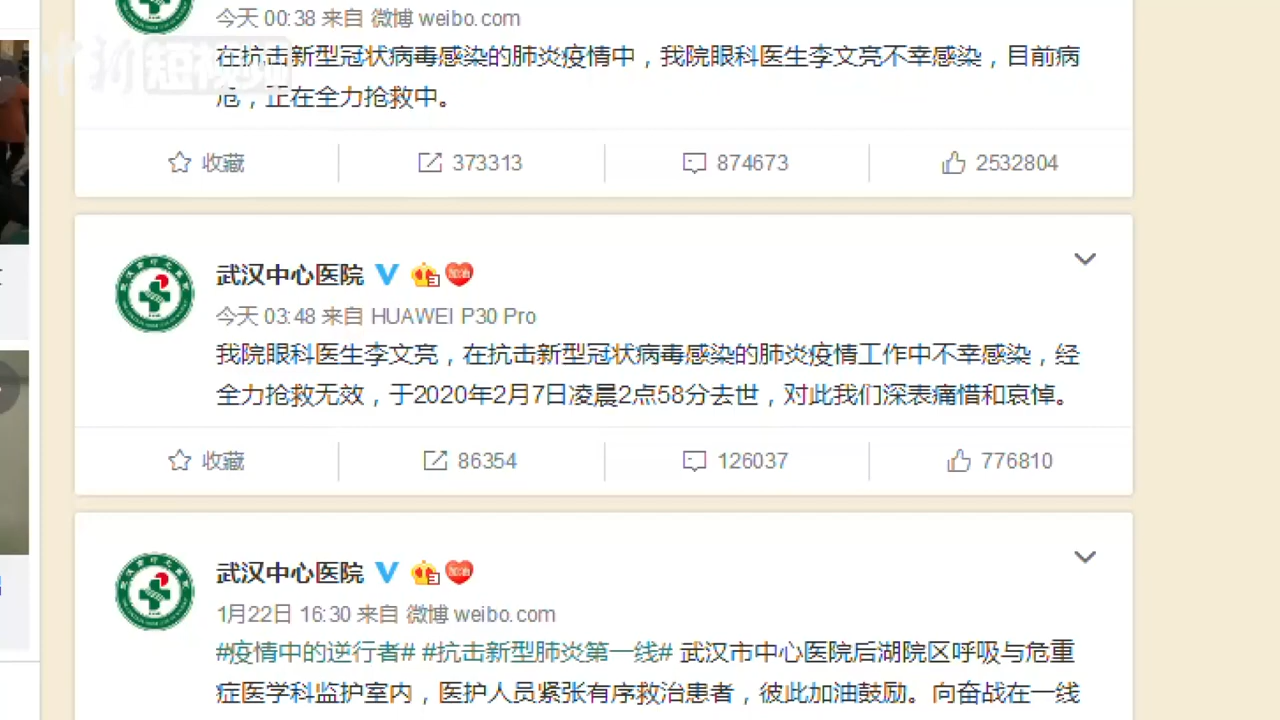 今天 00:38 来自 微博 weibo.com
在抗击新型冠状病毒感染的肺炎疫情中，我院眼科医生李文亮不幸感染，目前病
危，正在全力抢救中。
收藏 373313 874673 2532804
武汉中心医院
今天 03:48 来自 HUAWEI P30 Pro
我院眼科医生李文亮，在抗击新型冠状病毒感染的肺炎疫情工作中不幸感染，经
全力抢救无效，于2020年2月7日凌晨2点58分去世，对此我们深表痛惜和哀悼。
收藏 86354 126037 776810
武汉中心医院
1月22日 16:30 来自 微博 weibo.com
#疫情中的逆行者# #抗击新型肺炎第一线# 武汉市中心医院后湖院区呼吸与危重
症医学科监护室内，医护人员紧张有序救治患者，彼此加油鼓励。向奋战在一线